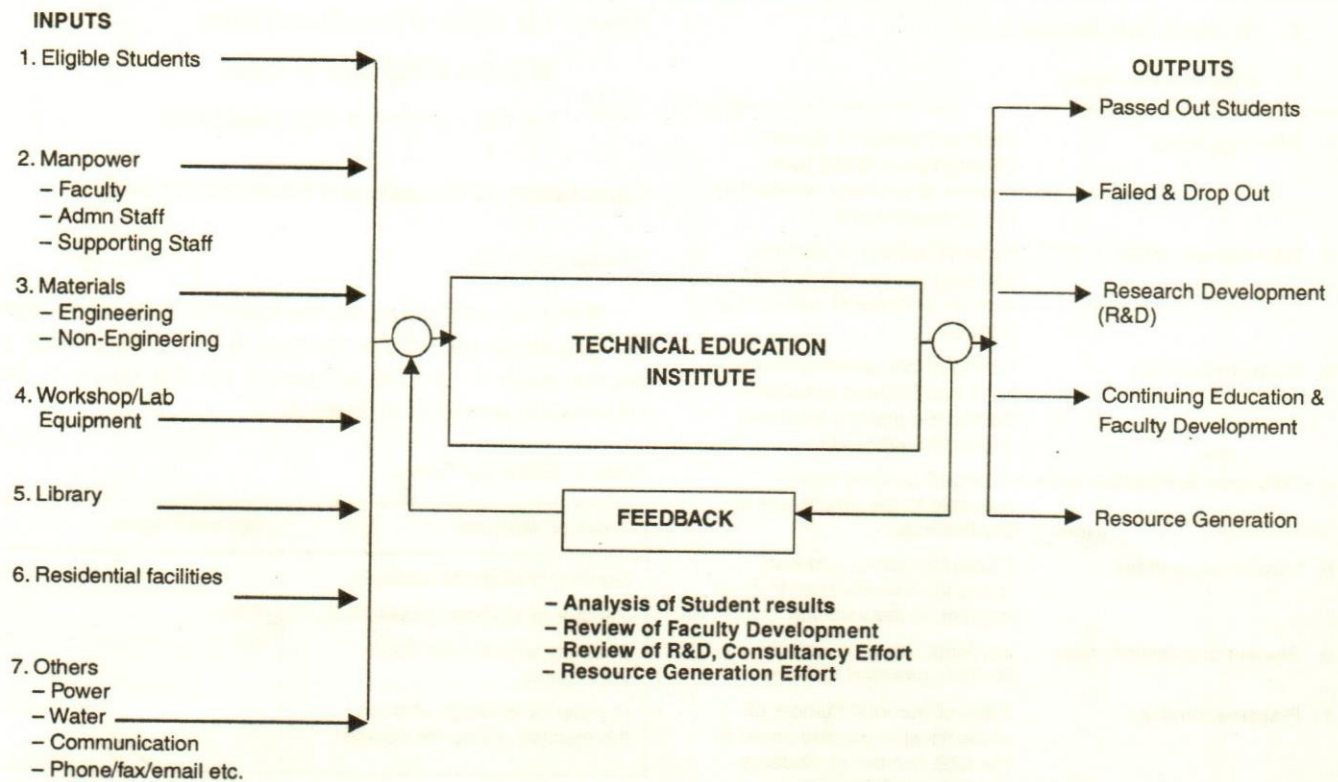 INPUTS
1. Eligible Students
2. Manpower
– Faculty
– Admn Staff
– Supporting Staff
3. Materials
– Engineering
– Non-Engineering
4. Workshop/Lab
Equipment
5. Library
6. Residential facilities
7. Others
– Power
– Water
– Communication
– Phone/fax/email etc.
TECHNICAL EDUCATION
INSTITUTE
FEEDBACK
– Analysis of Student results
– Review of Faculty Development
– Review of R&D, Consultancy Effort
– Resource Generation Effort
OUTPUTS
Passed Out Students
Failed & Drop Out
Research Development
(R&D)
Continuing Education &
Faculty Development
Resource Generation